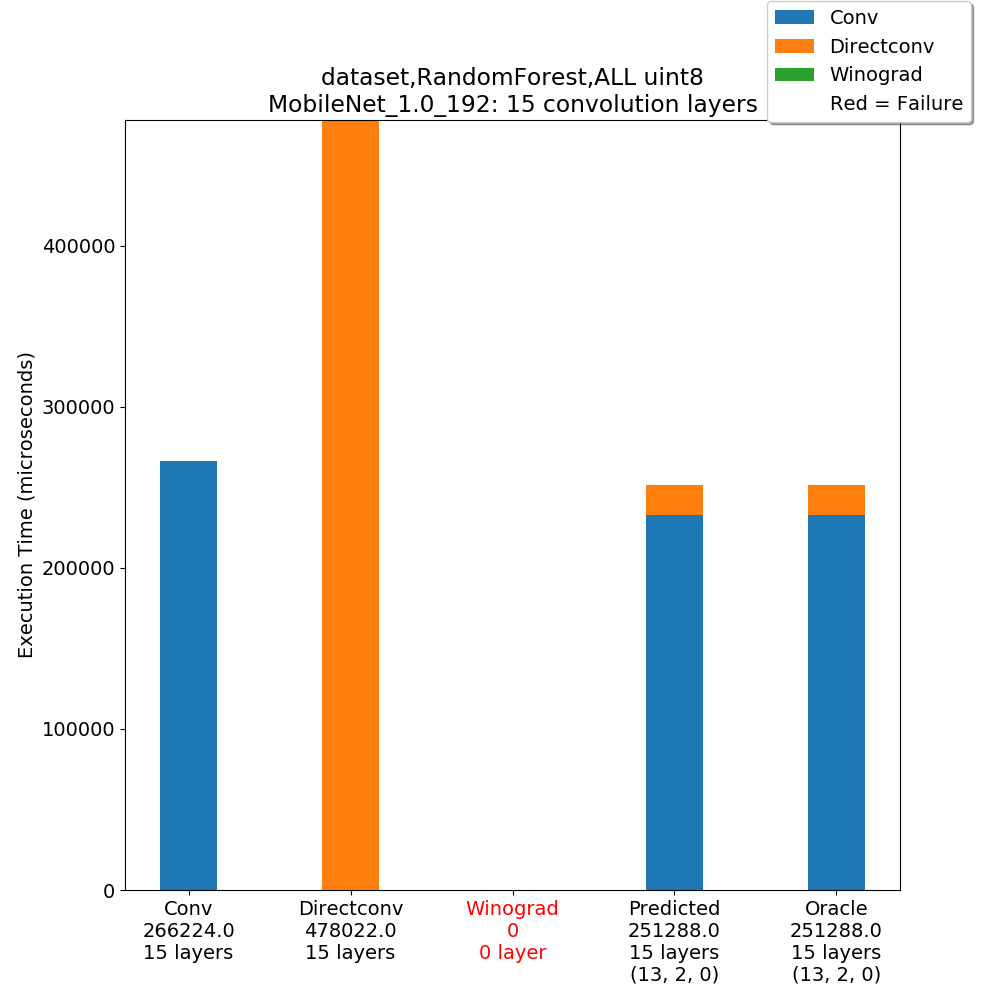 Conv
Directconv
Winograd
Red = Failure
dataset,RandomForest,ALL uint8
MobileNet_1.0_192: 15 convolution layers
Execution Time (microseconds)
400000
300000
200000
100000
0
Conv
266224.0
15 layers
Directconv
478022.0
15 layers
Winograd
0
0 layer
Predicted
251288.0
15 layers
(13, 2, 0)
Oracle
251288.0
15 layers
(13, 2, 0)